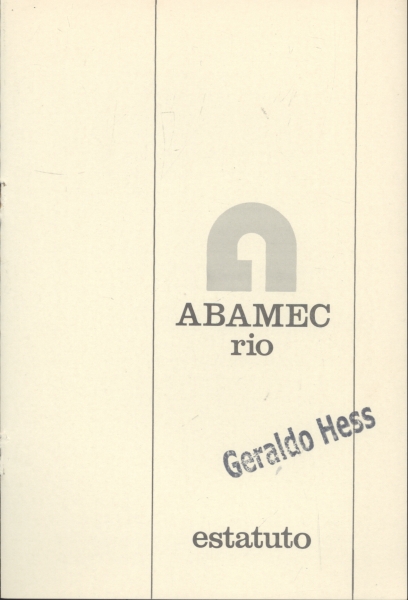 ABAMEC
rio
Geraldo Hess
estatuto